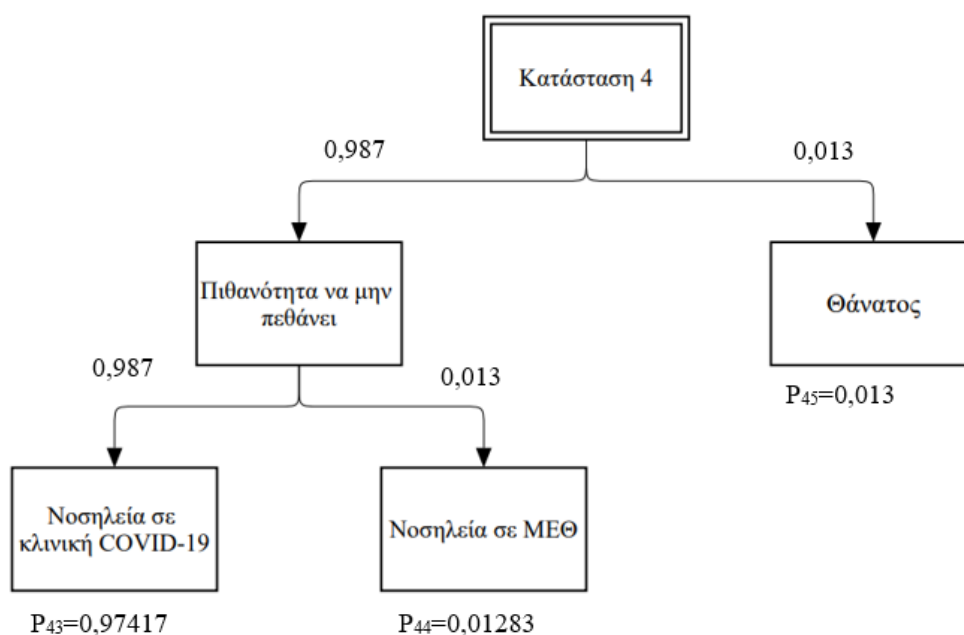 Κατάσταση 4
0,987
0,013
Πιθανότητα να μην
πεθάνει
Θάνατος
0,987
0,013
P₄₅=0,013
Νοσηλεία σε
κλινική COVID-19
Νοσηλεία σε ΜΕΘ
P₄₃=0,97417
P₄₄=0,01283